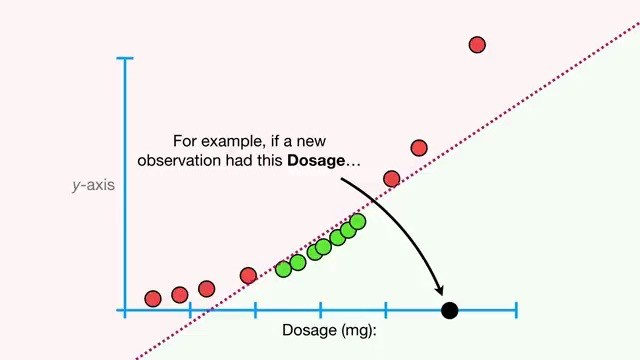 For example, if a new
observation had this Dosage…
y-axis
Dosage (mg):